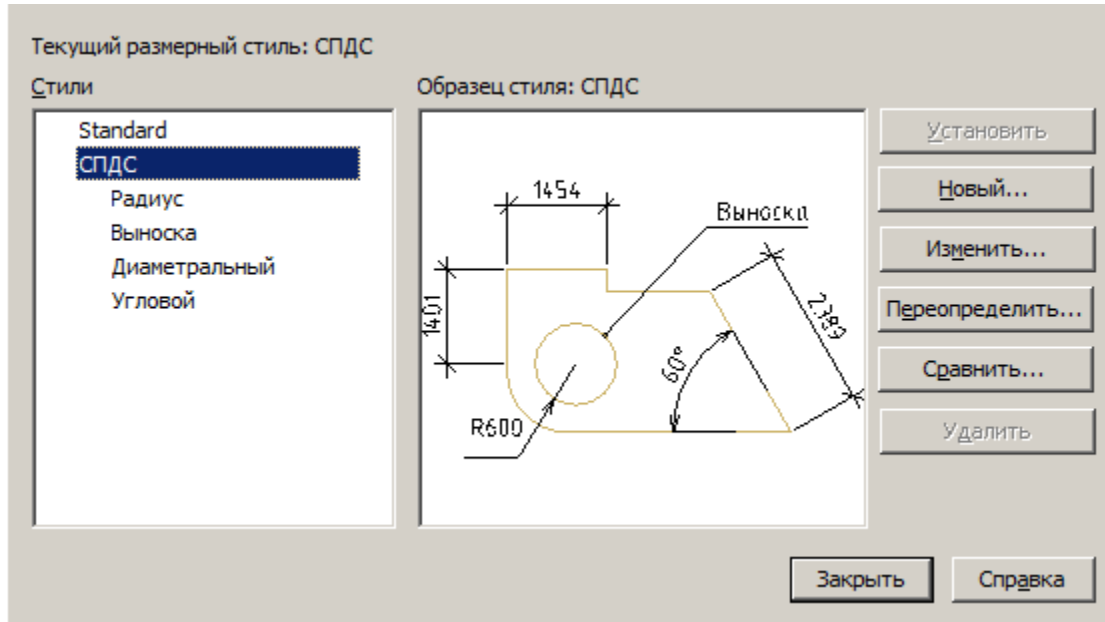 Текущий размерный стиль: СПДС
Стили
Образец стиля: СПДС
Standard
СПДС
Радиус
Выноска
Диаметральный
Угловой
1454
Выноска
1401
2389
60°
R600
Установить
Новый...
Изменить...
Переопределить...
Сравнить...
Удалить
Закрыть
Справка